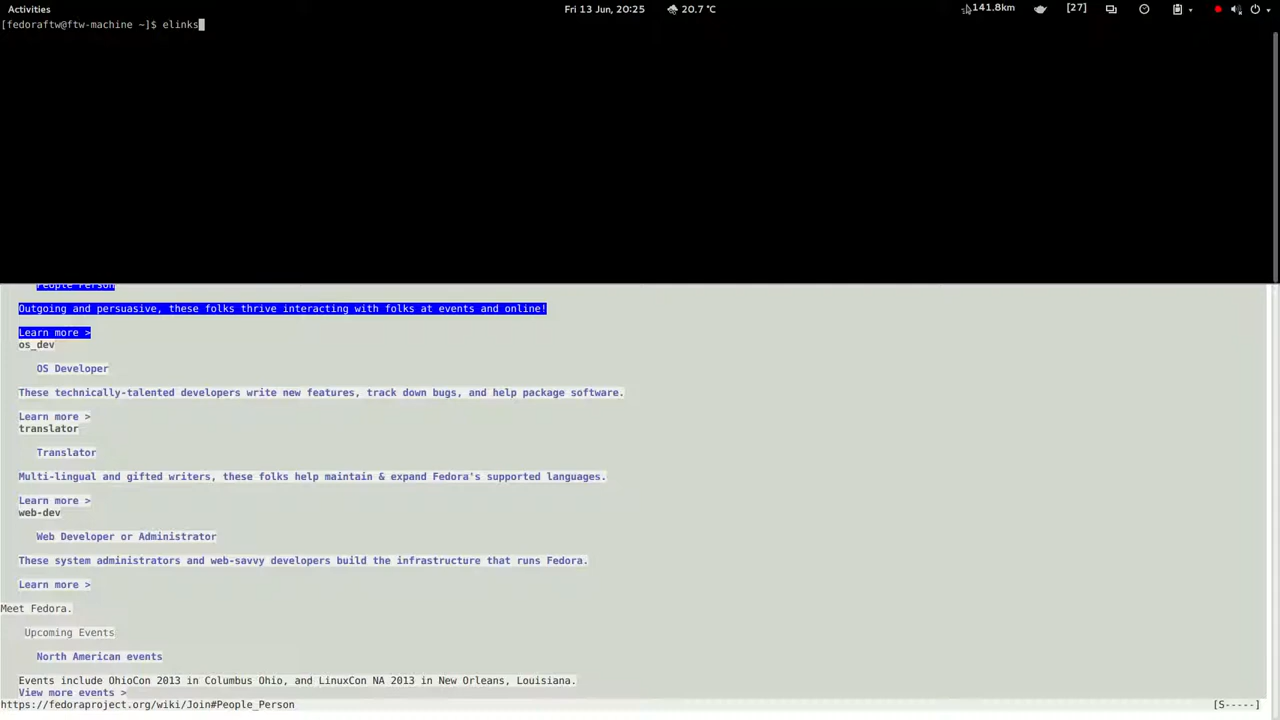 Activities
Fri 13 Jun, 20:25
20.7 °C
141.8km
[27]
[fedoraftw@ftw-machine ~]$ elinks
People Person
Outgoing and persuasive, these folks thrive interacting with folks at events and online!
Learn more >
os_dev
OS Developer
These technically-talented developers write new features, track down bugs, and help package software.
Learn more >
translator
Translator
Multi-lingual and gifted writers, these folks help maintain & expand Fedora's supported languages.
Learn more >
web-dev
Web Developer or Administrator
These system administrators and web-savvy developers build the infrastructure that runs Fedora.
Learn more >
Meet Fedora.
Upcoming Events
North American events
Events include OhioCon 2013 in Columbus Ohio, and LinuxCon NA 2013 in New Orleans, Louisiana.
View more events >
https://fedoraproject.org/wiki/Join#People_Person
[S-----]